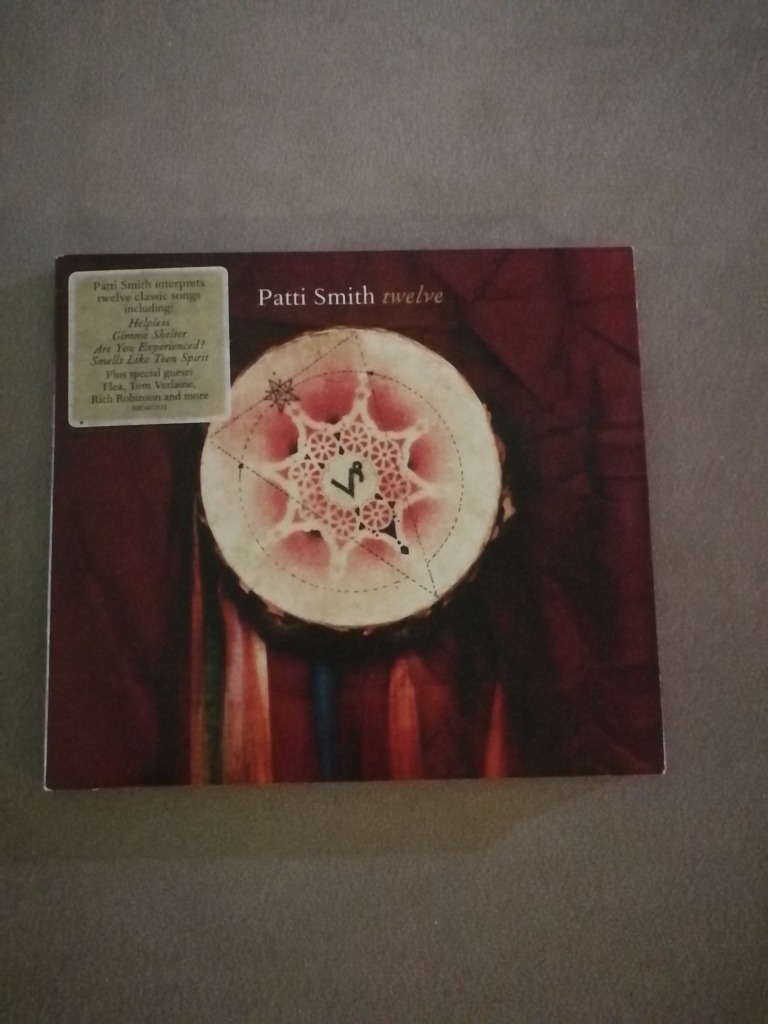 Patti Smith interprets
twelve classic songs
including:
Helpless
Gimme Shelter
Are You Experienced?
Smells Like Teen Spirit
Plus special guests
Flea, Tom Verlaine,
Rich Robinson and more
Patti Smith twelve